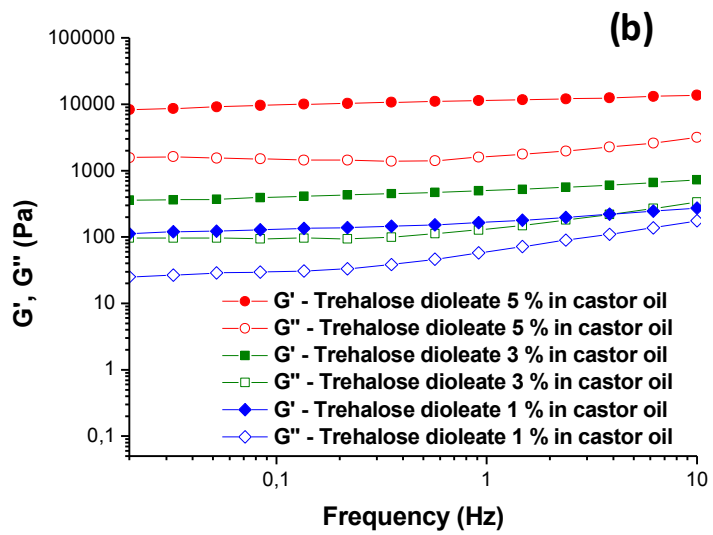 (b)
100000
10000
1000
100
10
1
0,1
G', G" (Pa)
G' - Trehalose dioleate 5 % in castor oil
G" - Trehalose dioleate 5 % in castor oil
G' - Trehalose dioleate 3 % in castor oil
G" - Trehalose dioleate 3 % in castor oil
G' - Trehalose dioleate 1 % in castor oil
G" - Trehalose dioleate 1 % in castor oil
0,1 1 10
Frequency (Hz)